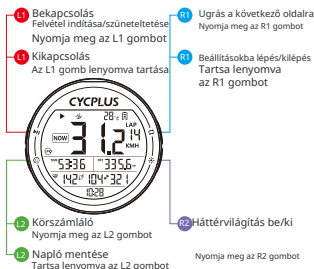 L1 Bekapcsolás
Felvétel indítása/szüneteltetése
Nyomja meg az L1 gombot
L1 Kikapcsolás
Az L1 gomb lenyomva tartása
R1 Ugrás a következő oldalra
Nyomja meg az R1 gombot
R1 Beállításokba lépés/kilépés
Tartsa lenyomva
az R1 gombot
CYCPLUS
28°C
LAP
NOW 31.2 14
KMH
53:36 335.6
142 104 321
10:28
L2 Körszámláló
Nyomja meg az L2 gombot
L2 Napló mentése
Tartsa lenyomva az L2 gombot
R2 Háttérvilágítás be/ki
Nyomja meg az R2 gombot